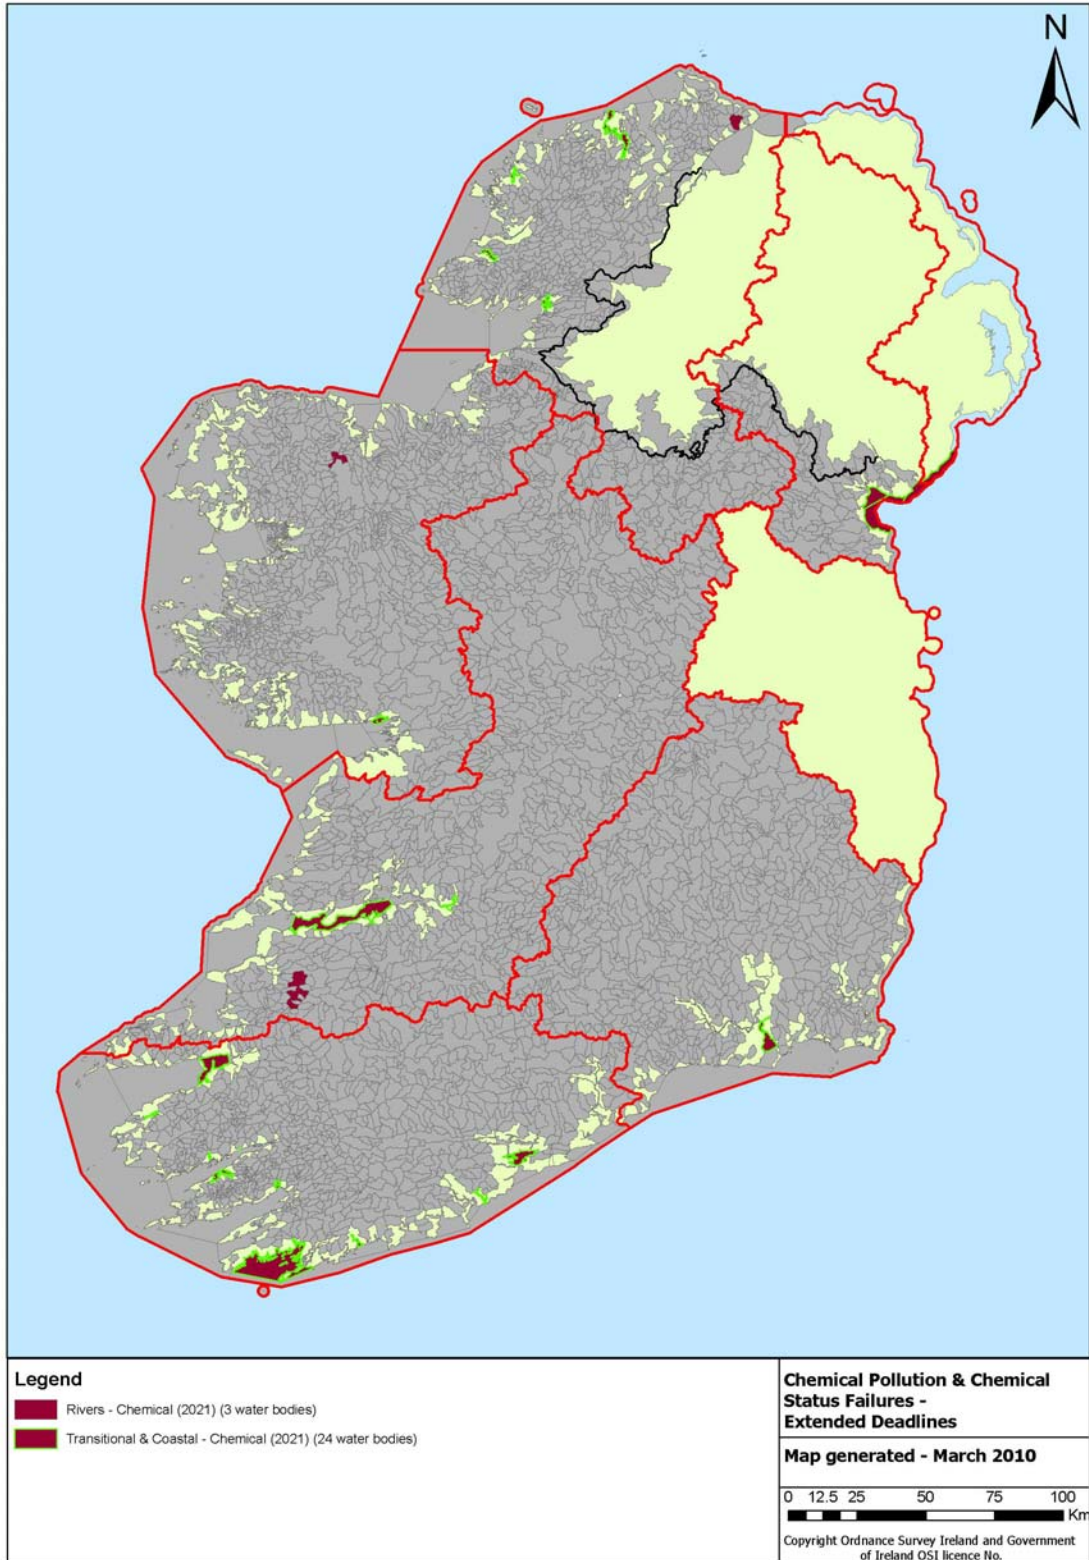 N
Legend
Rivers - Chemical (2021) (3 water bodies)
Transitional & Coastal - Chemical (2021) (24 water bodies)
Chemical Pollution & Chemical
Status Failures -
Extended Deadlines
Map generated - March 2010
0 12.5 25 50 75 100
Km
Copyright Ordnance Survey Ireland and Government
of Ireland OSI licence No.